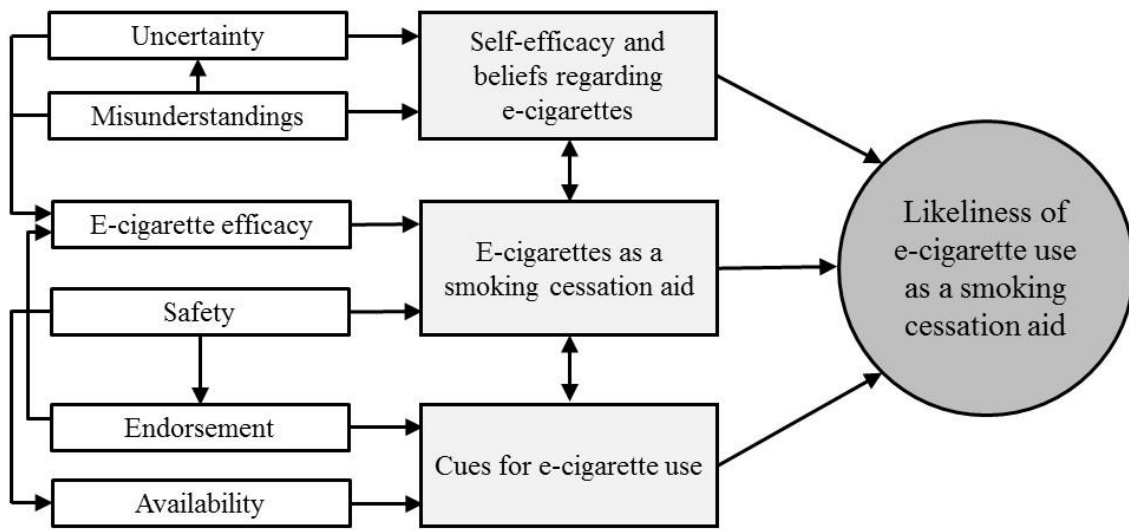 Uncertainty
Misunderstandings
E-cigarette efficacy
Safety
Endorsement
Availability
Self-efficacy and
beliefs regarding
e-cigarettes
E-cigarettes as a
smoking cessation aid
Cues for e-cigarette use
Likeliness of
e-cigarette use
as a smoking
cessation aid